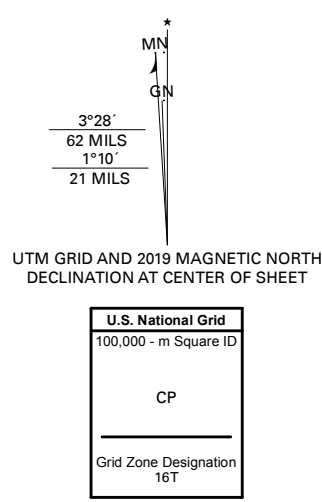 MN
GN
3°28´
62 MILS
1°10´
21 MILS
UTM GRID AND 2019 MAGNETIC NORTH
DECLINATION AT CENTER OF SHEET
U.S. National Grid
100,000 - m Square ID
CP
Grid Zone Designation
16T